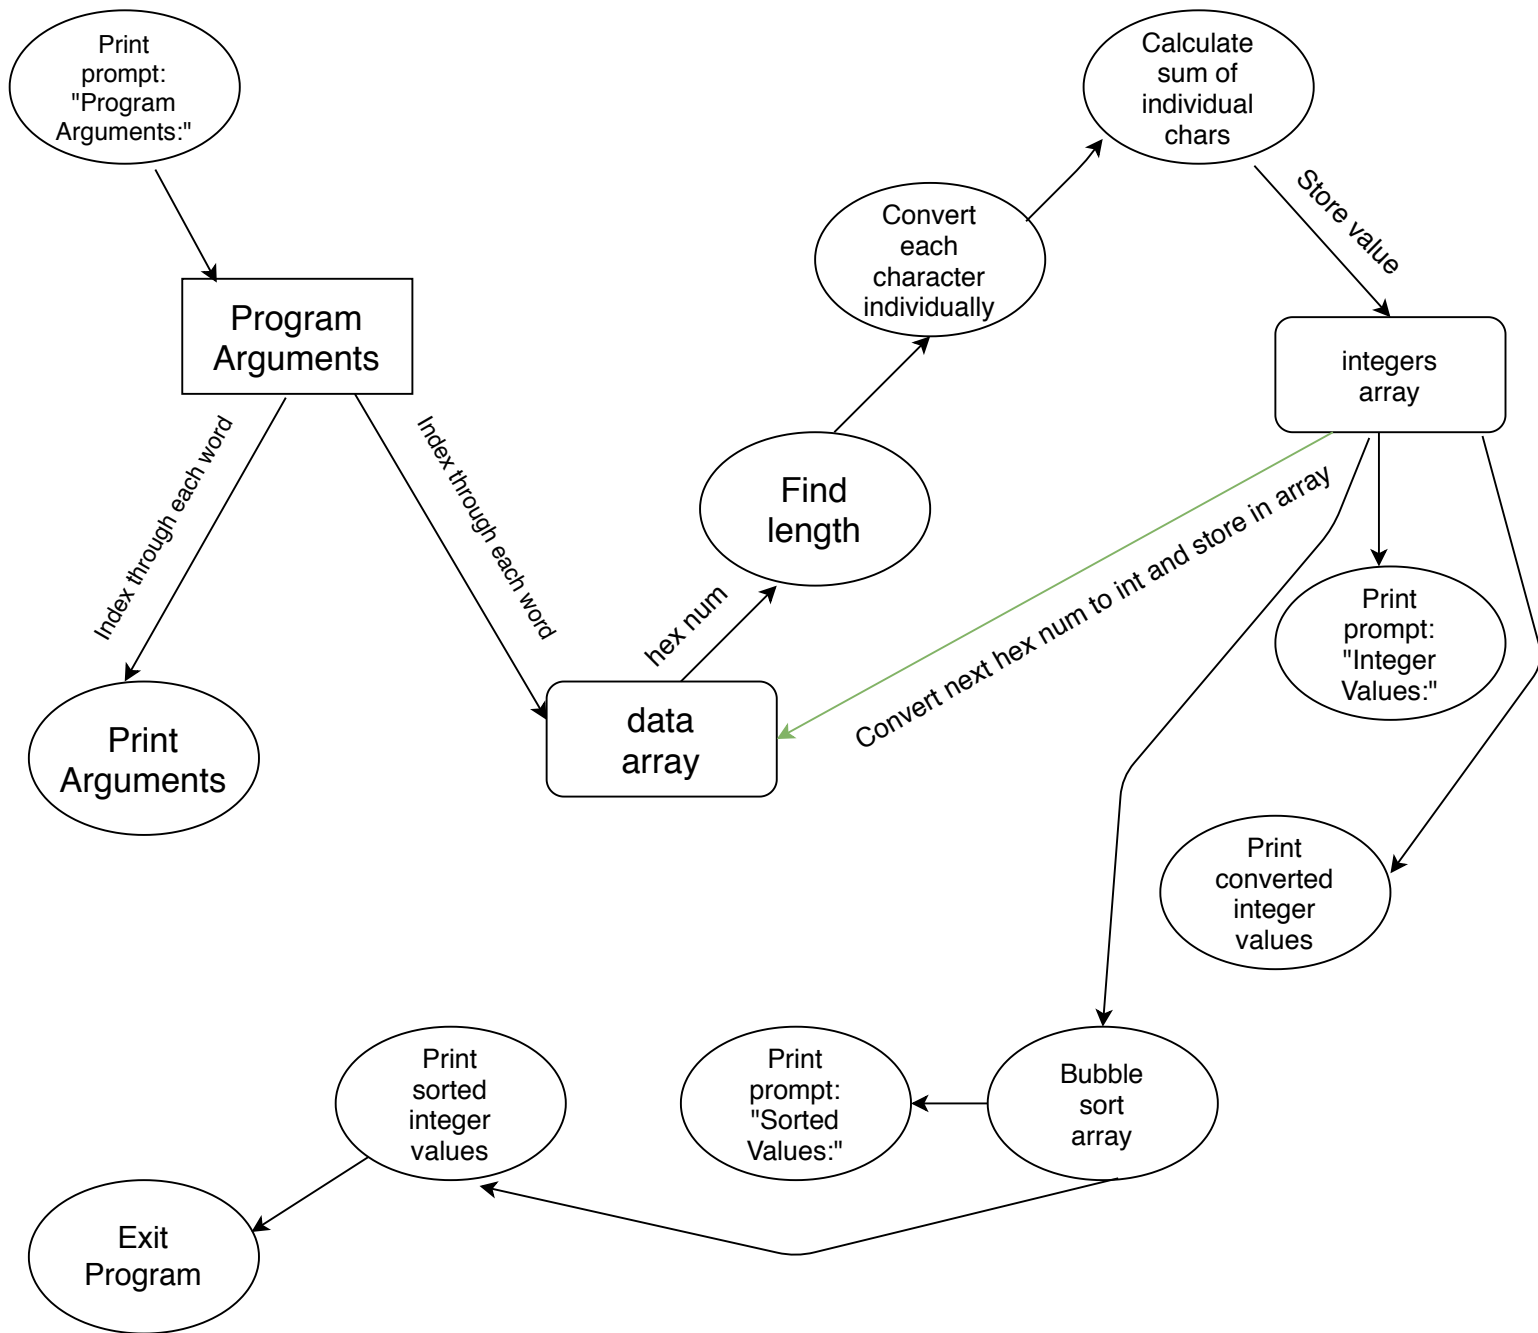 Print
prompt:
"Program
Arguments:"
Program
Arguments
Index through each word
Index through each word
Print
Arguments
data
array
hex num
Find
length
Convert
each
character
individually
Calculate
sum of
individual
chars
Store value
integers
array
Convert next hex num to int and store in array
Print
prompt:
"Integer
Values:"
Print
converted
integer
values
Bubble
sort
array
Print
prompt:
"Sorted
Values:"
Print
sorted
integer
values
Exit
Program